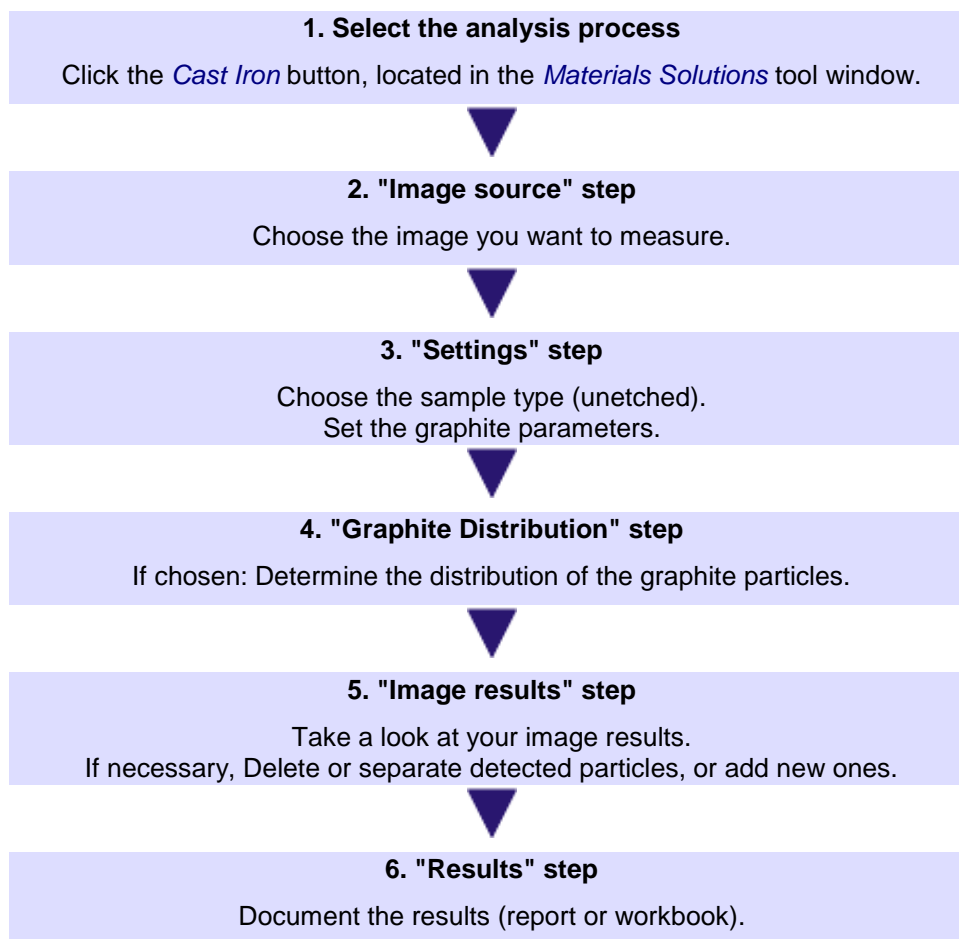 1. Select the analysis process
Click the Cast Iron button, located in the Materials Solutions tool window.
2. "Image source" step
Choose the image you want to measure.
3. "Settings" step
Choose the sample type (unetched).
Set the graphite parameters.
4. "Graphite Distribution" step
If chosen: Determine the distribution of the graphite particles.
5. "Image results" step
Take a look at your image results.
If necessary, Delete or separate detected particles, or add new ones.
6. "Results" step
Document the results (report or workbook).